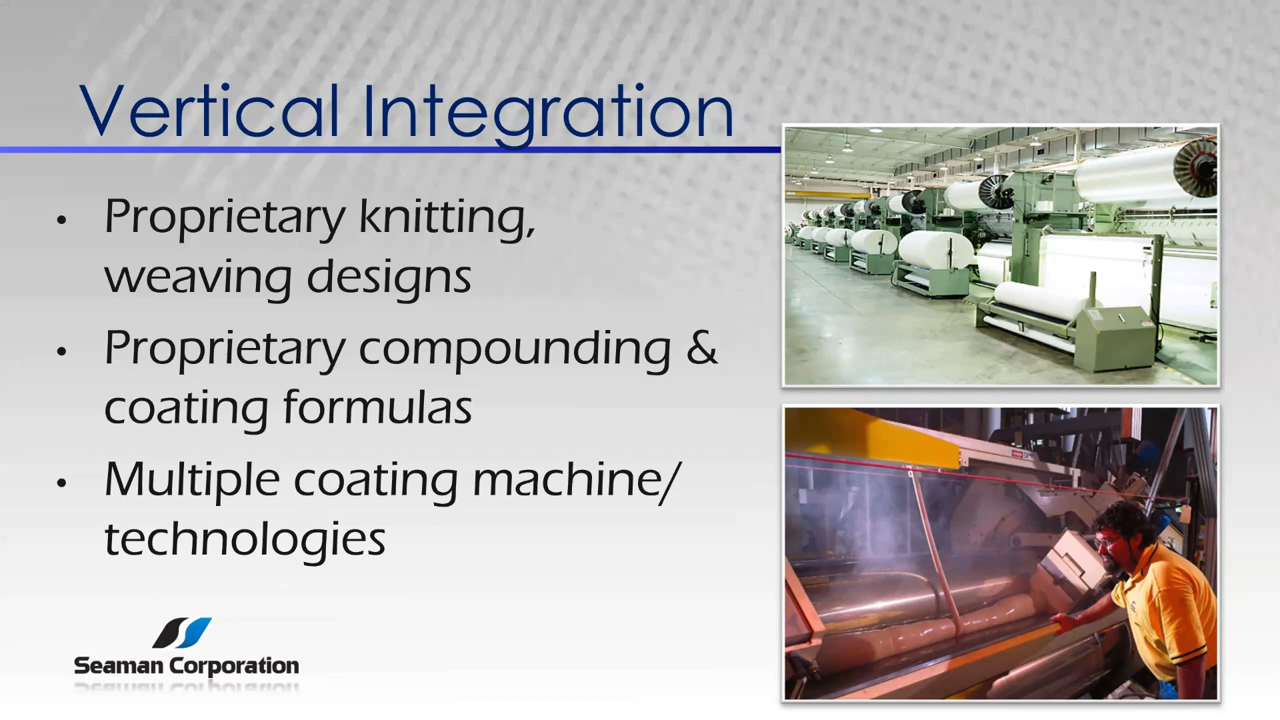 Vertical Integration
• Proprietary knitting,
weaving designs
• Proprietary compounding &
coating formulas
• Multiple coating machine/
technologies
Seaman Corporation